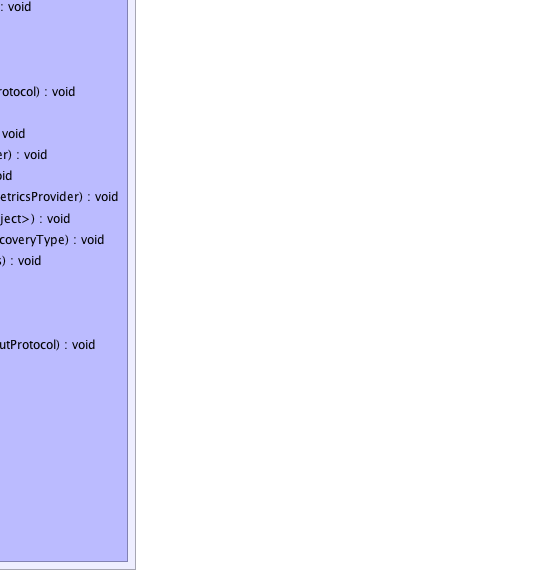 : void
rotocol) : void
void
er) : void
oid
etricsProvider) : void
ject>) : void
coveryType) : void
s) : void
utProtocol) : void